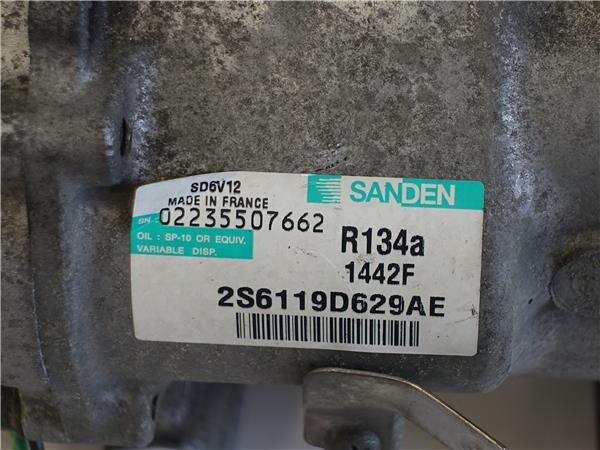 SD6V12
MADE IN FRANCE
SANDEN
SN. 02235507662
OIL : SP-10 OR EQUIV.
VARIABLE DISP.
R134a
1442F
2S6119D629AE